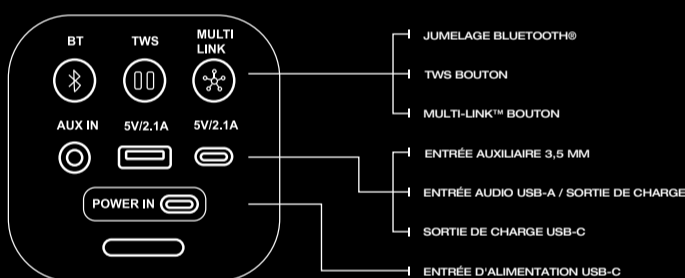 BT TWS MULTI
LINK
AUX IN 5V/2.1A 5V/2.1A
POWER IN
JUMELAGE BLUETOOTH®
TWS BOUTON
MULTI-LINK™ BOUTON
ENTRÉE AUXILIAIRE 3,5 MM
ENTRÉE AUDIO USB-A / SORTIE DE CHARGE
SORTIE DE CHARGE USB-C
ENTRÉE D'ALIMENTATION USB-C